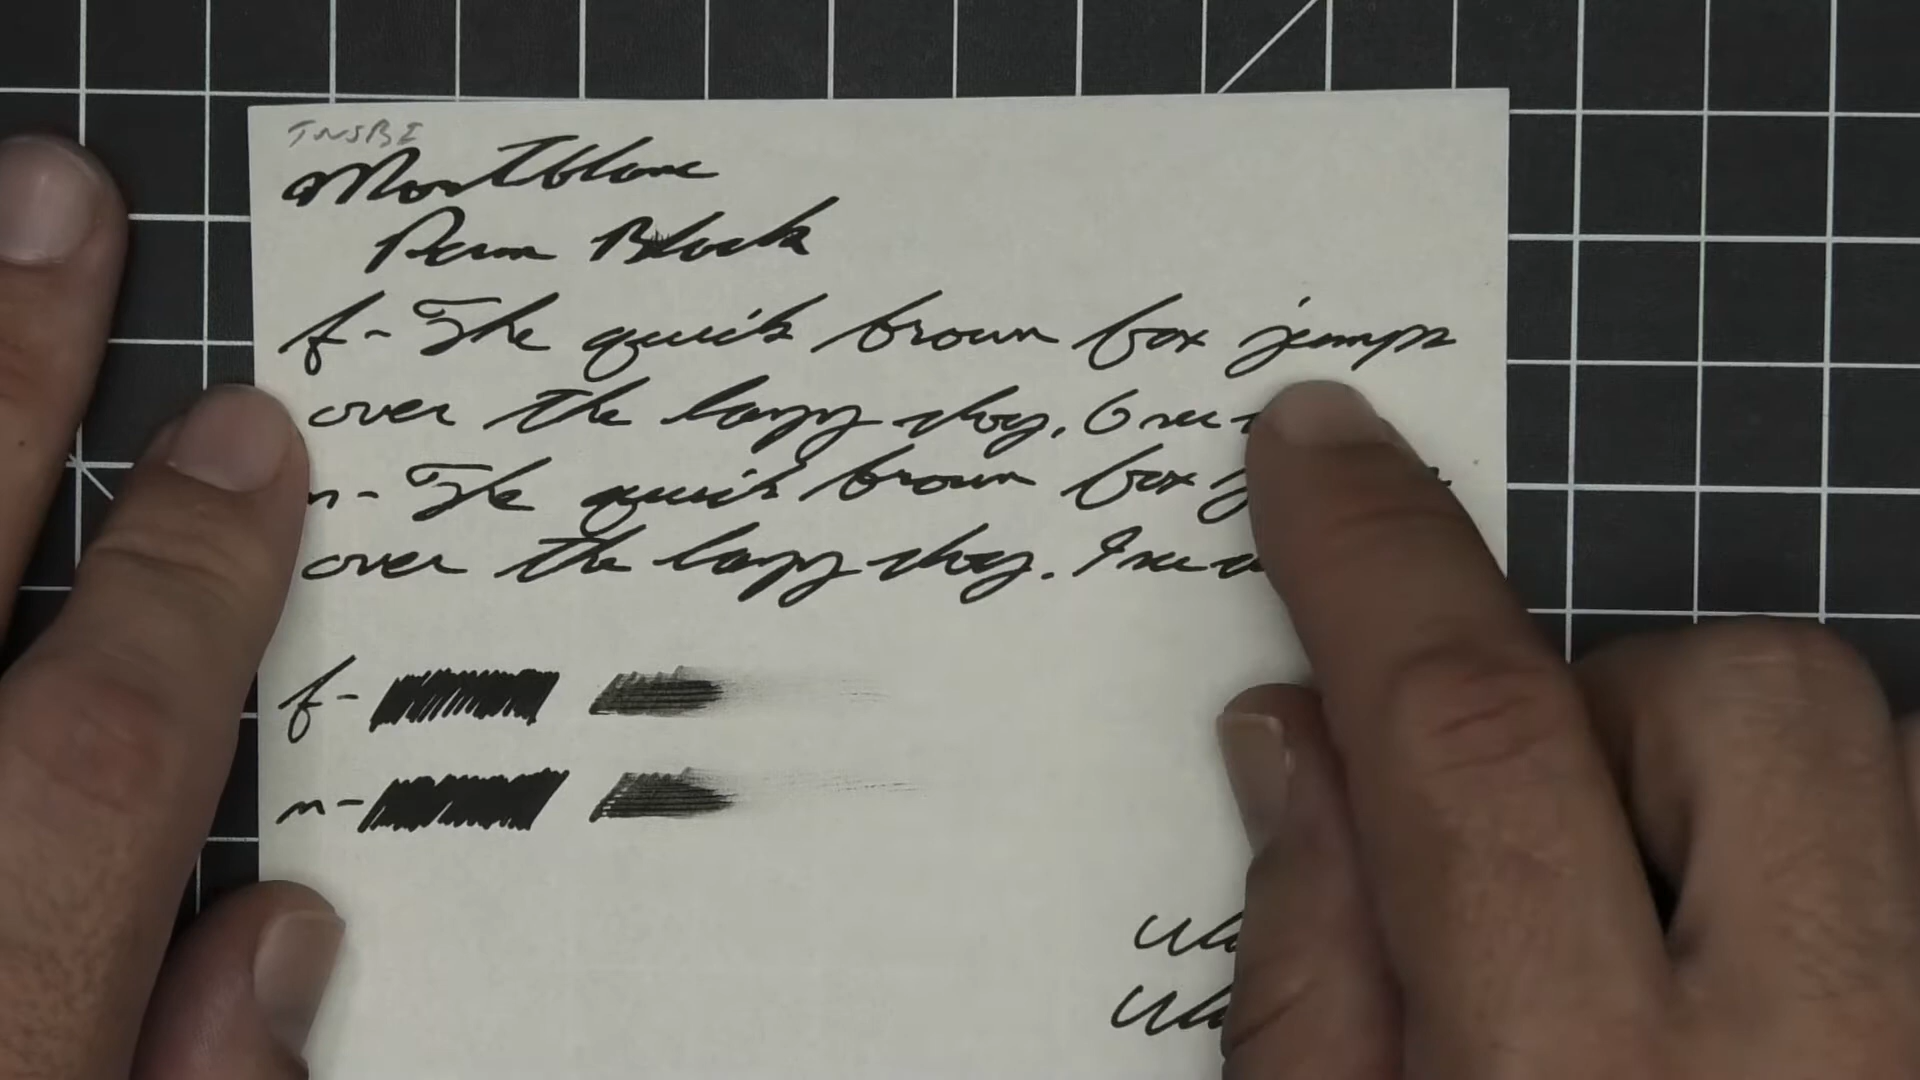 TNSBI
Montblanc
Perm Black
f- The quick brown fox jumps
over the lazy dog.
m- The quick brown fox
over the lazy dog.
f-
m-